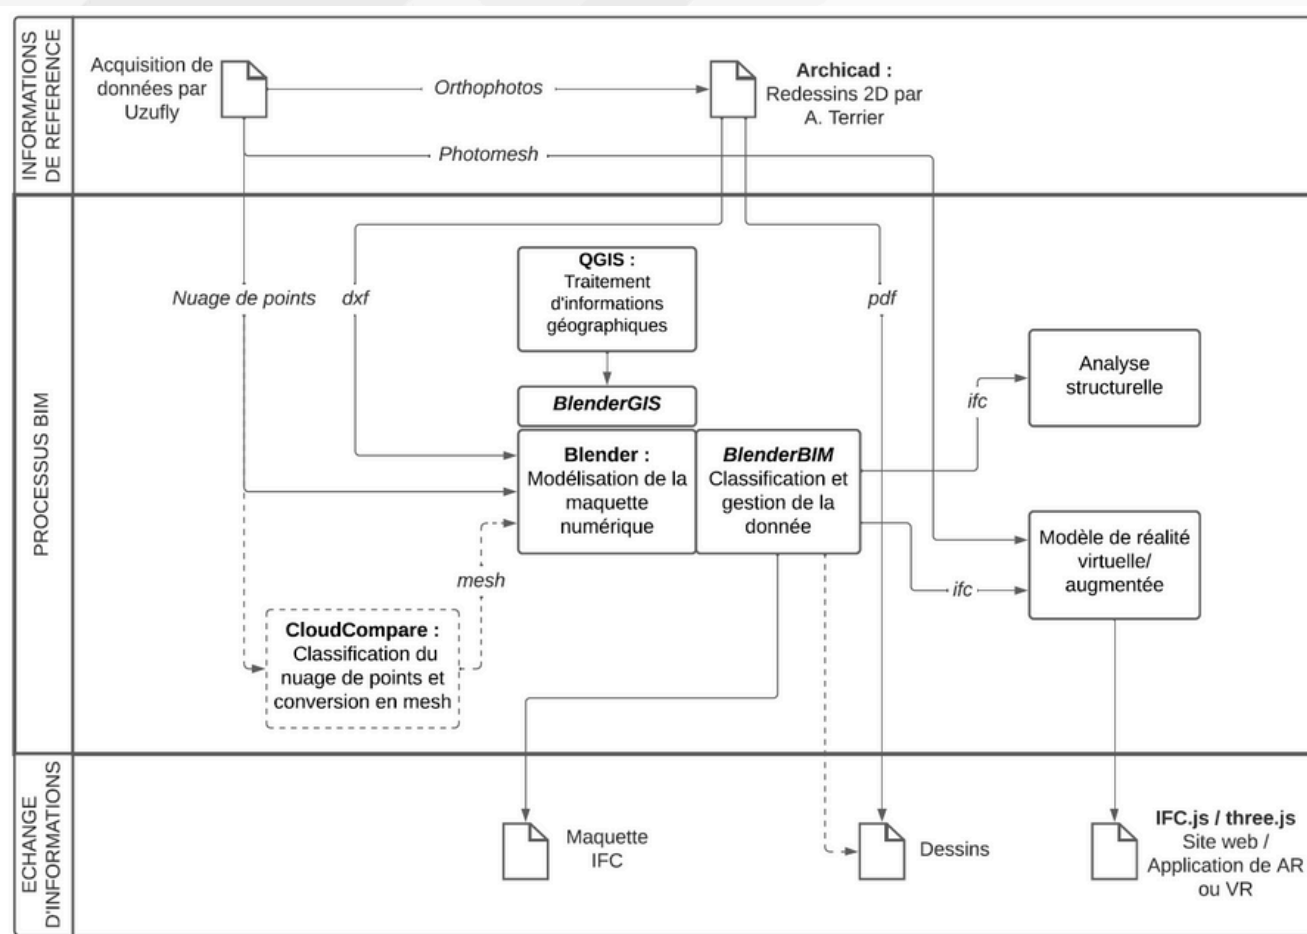 INFORMATIONS
DE REFERENCE
Acquisition de
données par
Uzufly
Orthophotos
Archicad :
Redessins 2D par
A. Terrier
Photomesh
PROCESSUS BIM
Nuage de points
dxf
QGIS :
Traitement
d'informations
géographiques
pdf
BlenderGIS
Blender :
Modélisation de la
maquette
numérique
BlenderBIM
Classification et
gestion de la
donnée
ifc
Analyse
structurelle
ifc
Modèle de réalité
virtuelle/
augmentée
mesh
CloudCompare :
Classification du
nuage de points et
conversion en mesh
ECHANGE
D'INFORMATIONS
Maquette
IFC
Dessins
IFC.js / three.js
Site web /
Application de AR
ou VR